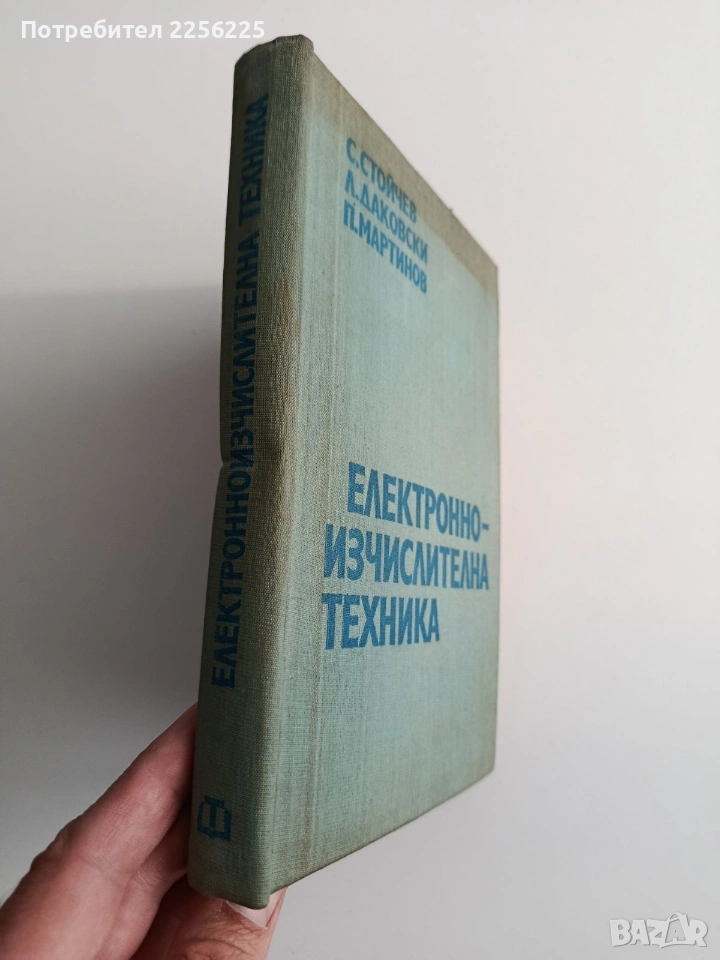 Потребител 2256225
С. СТОЙЧЕВ
Л. ДАКОВСКИ
П. МАРТИНОВ
ЕЛЕКТРОННО-
ИЗЧИСЛИТЕЛНА
ТЕХНИКА
ЕЛЕКТРОННОИЗЧИСЛИТЕЛНА ТЕХНИКА
BAZAR